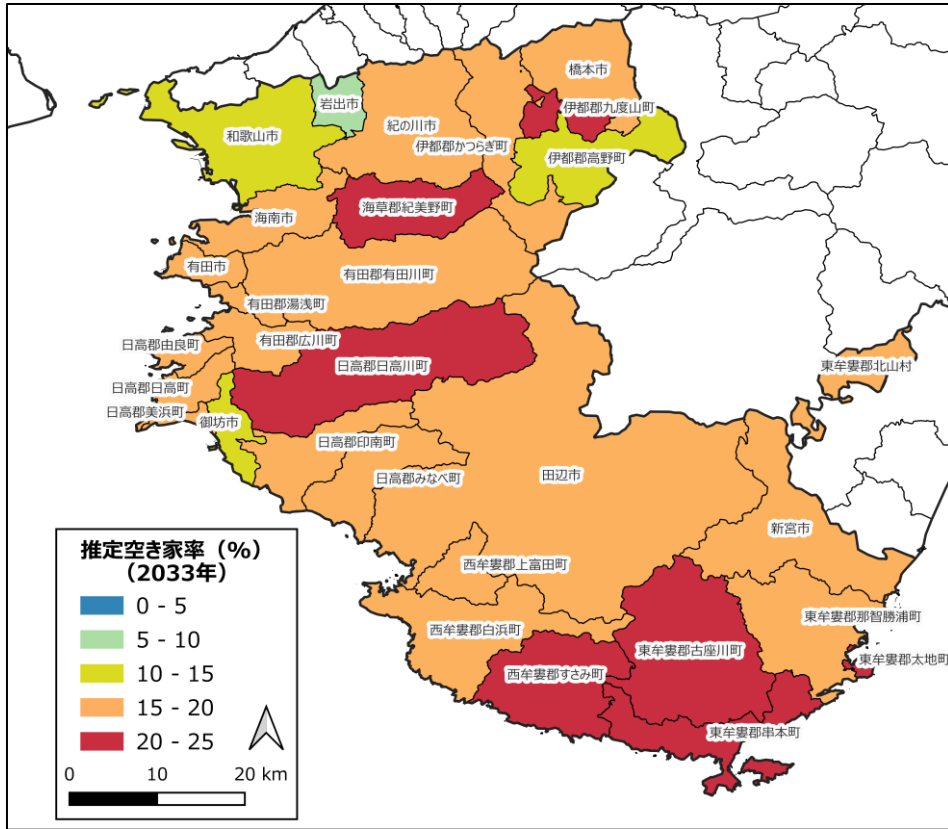 橋本市
岩出市
伊都郡九度山町
紀の川市
和歌山市
伊都郡かつらぎ町
伊都郡高野町
海草郡紀美野町
海南市
有田市
有田郡有田川町
有田郡湯浅町
有田郡広川町
日高郡由良町
日高郡日高川町
東牟婁郡北山村
日高郡日高町
日高郡美浜町
御坊市
日高郡印南町
日高郡みなべ町
田辺市
新宮市
西牟婁郡上富田町
東牟婁郡那智勝浦町
西牟婁郡白浜町
東牟婁郡古座川町
東牟婁郡太地町
西牟婁郡すさみ町
東牟婁郡串本町
推定空き家率（%）
（2033年）
0 - 5
5 - 10
10 - 15
15 - 20
20 - 25
0 10 20 km